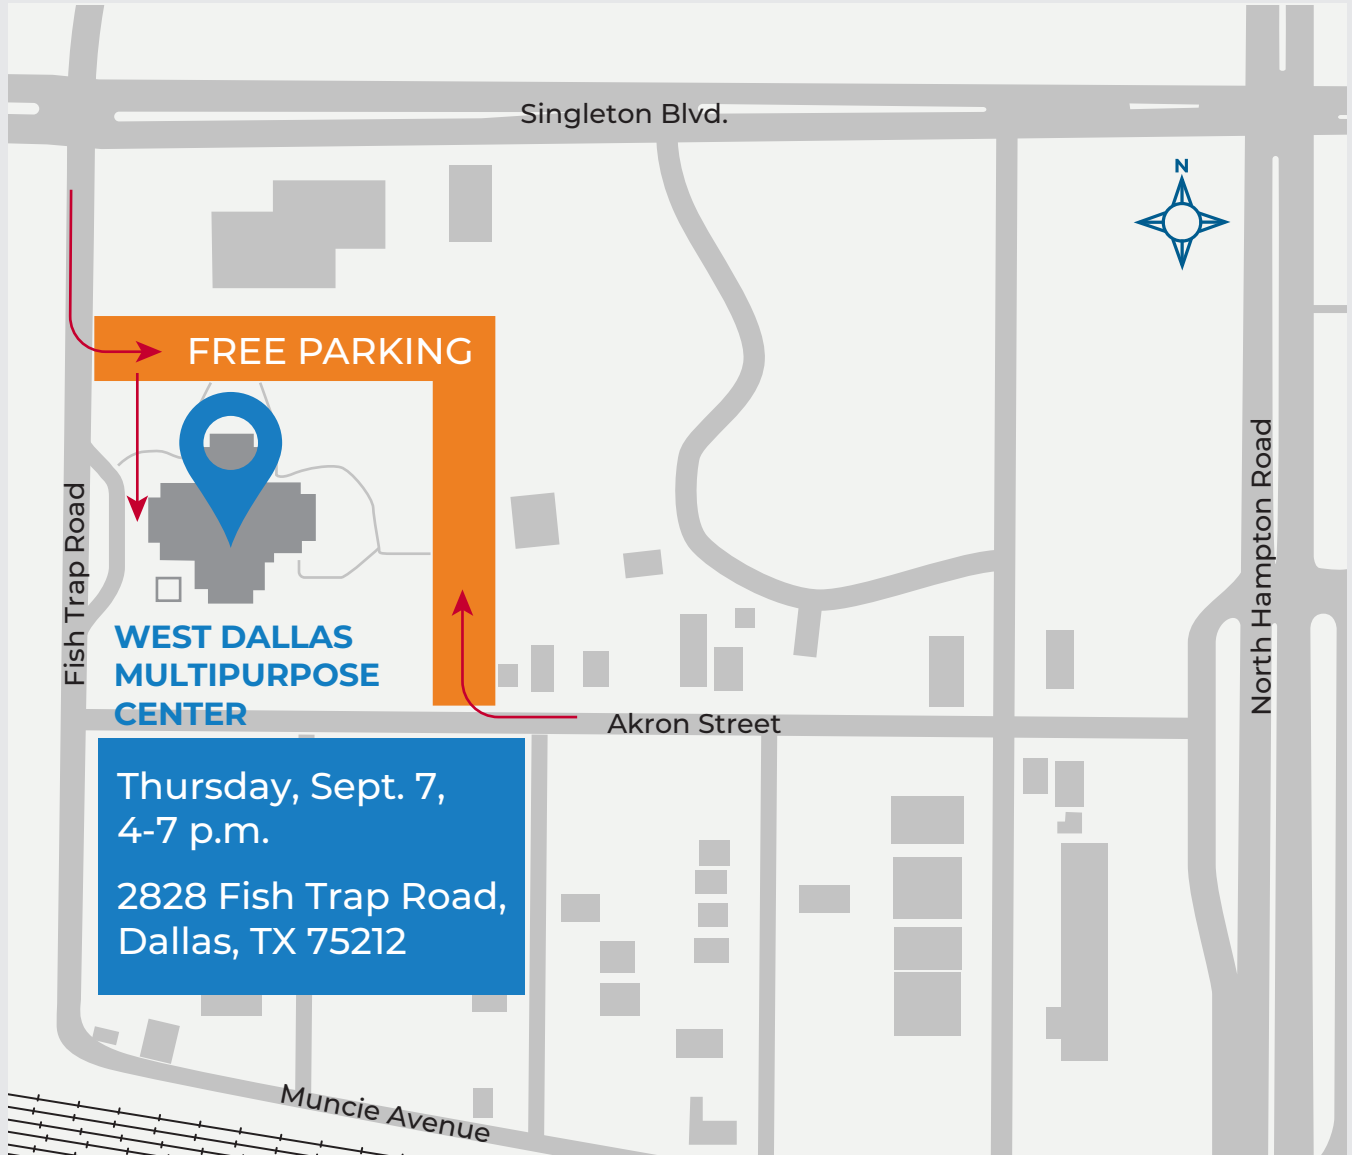 Singleton Blvd.
N
FREE PARKING
Fish Trap Road
North Hampton Road
WEST DALLAS
MULTIPURPOSE
CENTER
Akron Street
Thursday, Sept. 7,
4-7 p.m.
2828 Fish Trap Road,
Dallas, TX 75212
Muncie Avenue